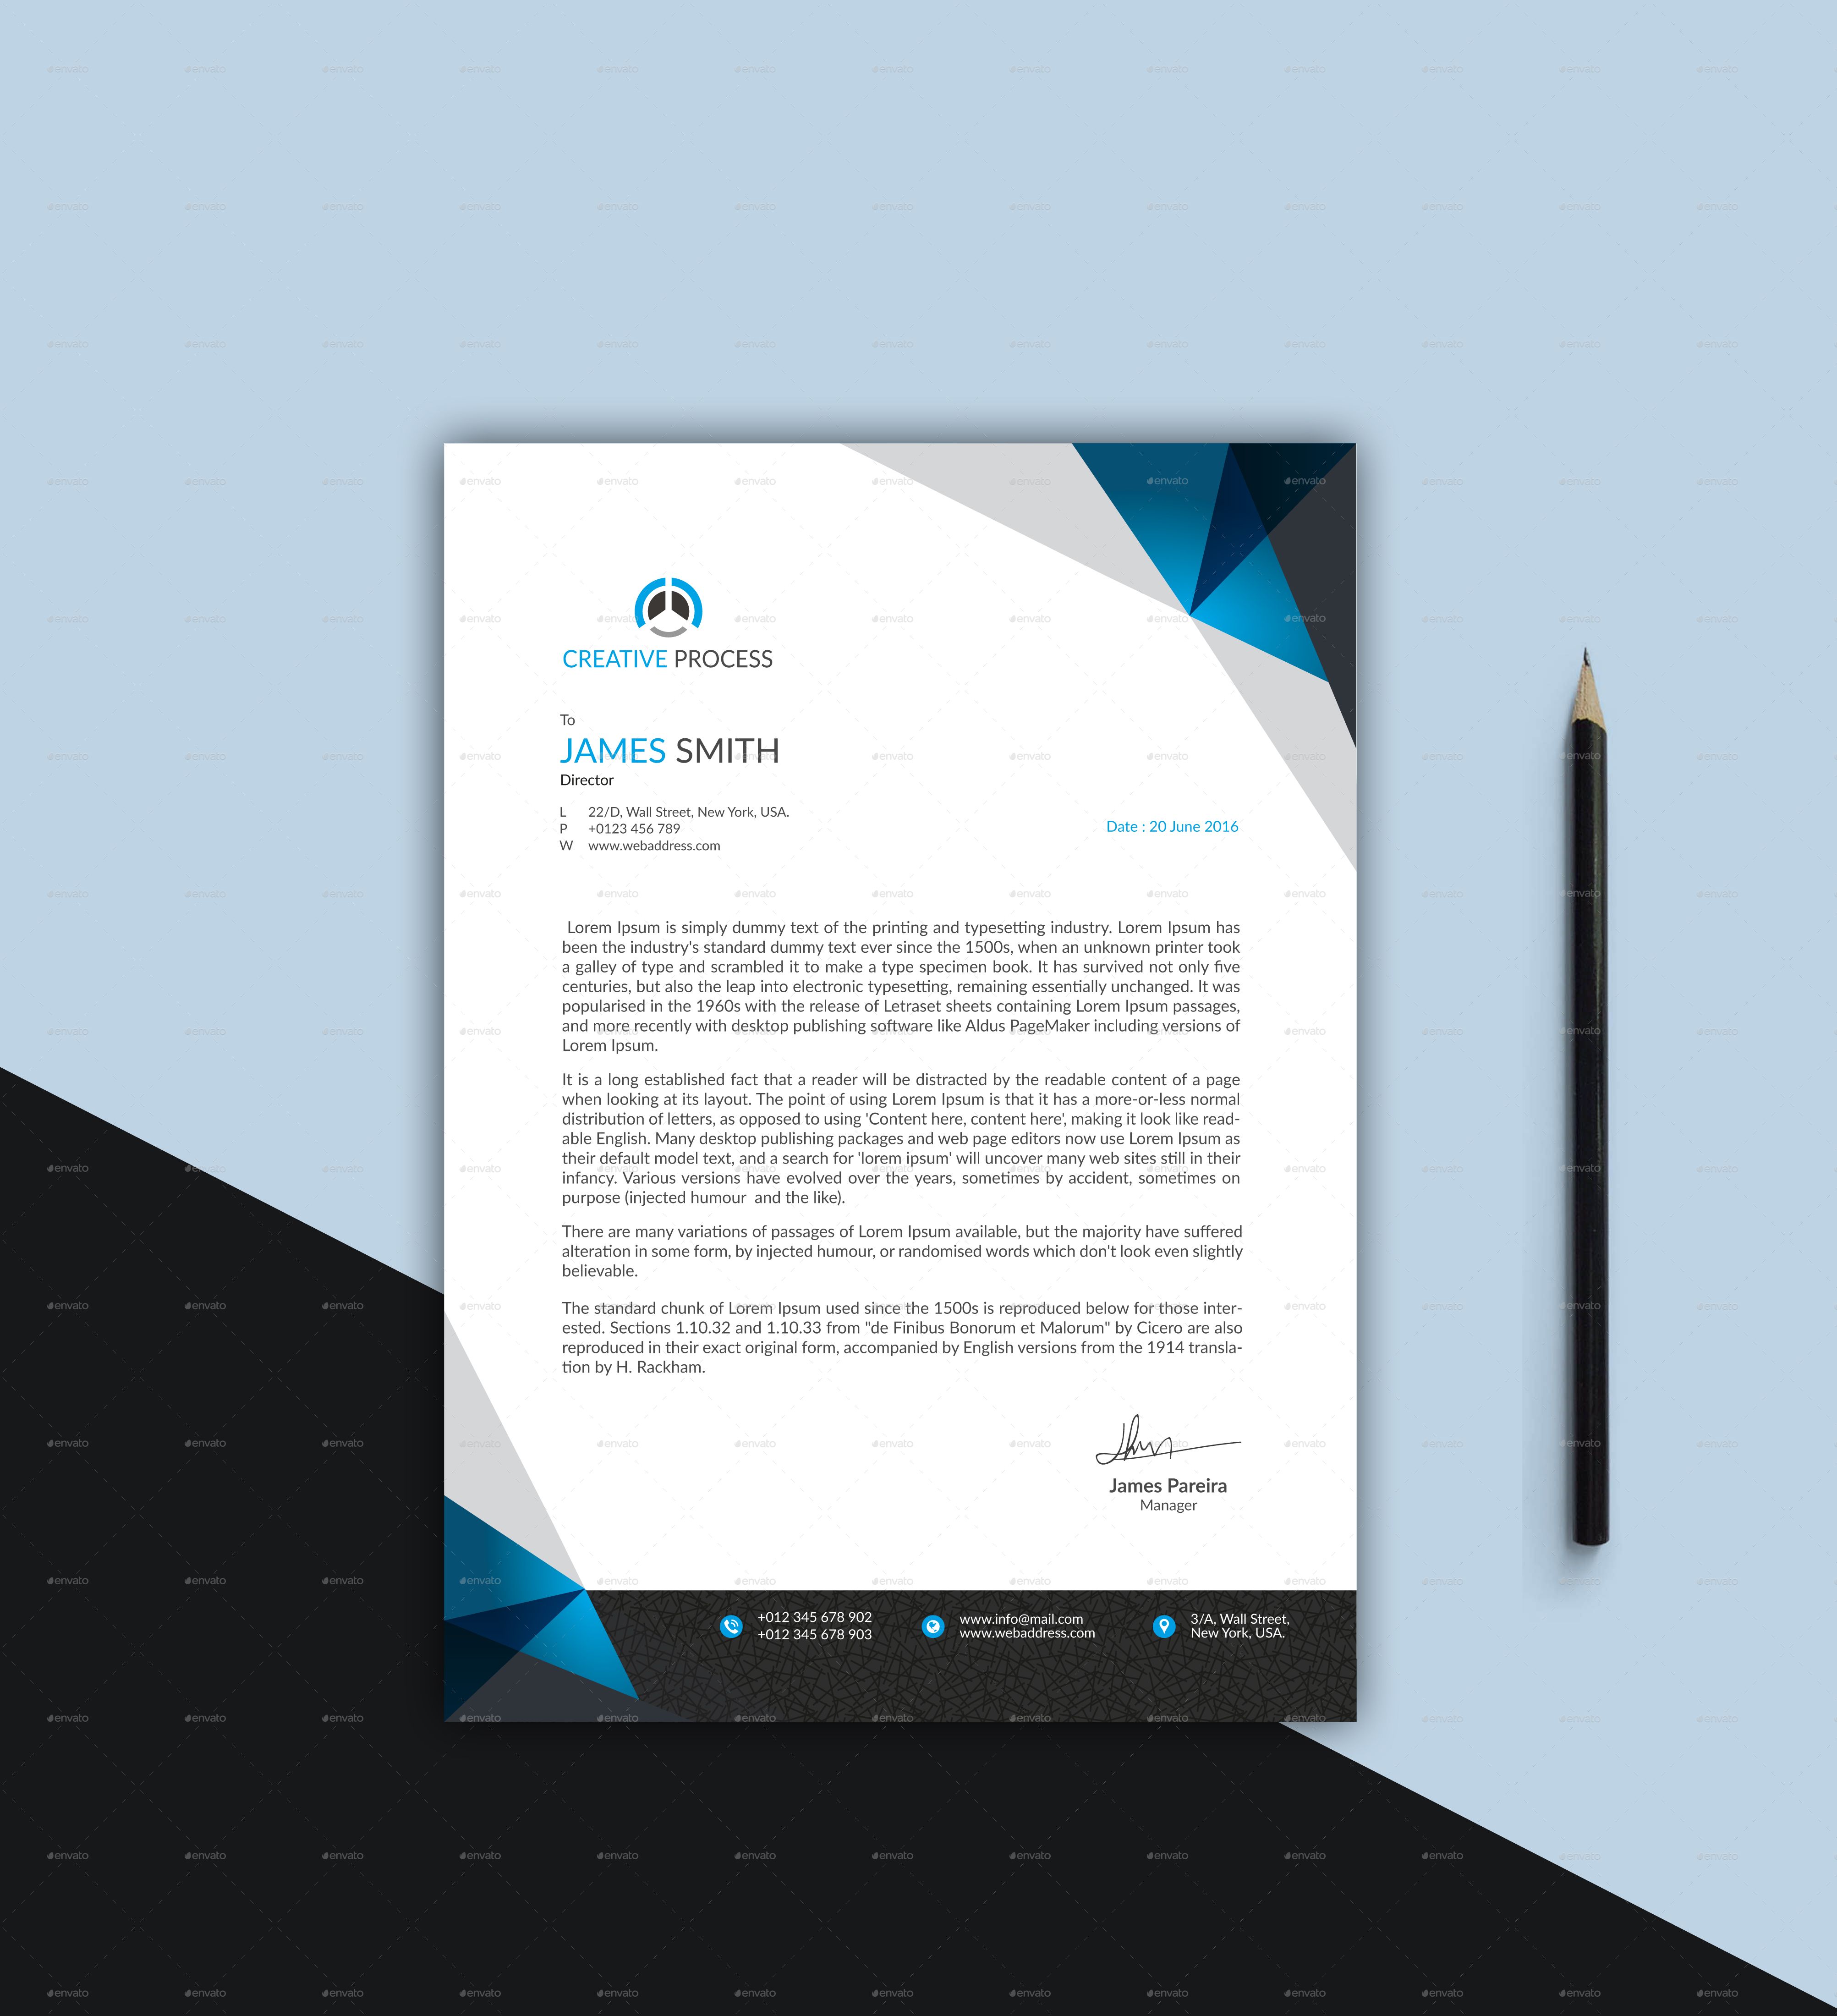 CREATIVE PROCESS
To
JAMES SMITH
Director
L 22/D, Wall Street, New York, USA.
P +0123 456 789
W www.webaddress.com
Date : 20 June 2016
Lorem Ipsum is simply dummy text of the printing and typesetting industry. Lorem Ipsum has
been the industry's standard dummy text ever since the 1500s, when an unknown printer took
a galley of type and scrambled it to make a type specimen book. It has survived not only five
centuries, but also the leap into electronic typesetting, remaining essentially unchanged. It was
popularised in the 1960s with the release of Letraset sheets containing Lorem Ipsum passages,
and more recently with desktop publishing software like Aldus PageMaker including versions of
Lorem Ipsum.
It is a long established fact that a reader will be distracted by the readable content of a page
when looking at its layout. The point of using Lorem Ipsum is that it has a more-or-less normal
distribution of letters, as opposed to using 'Content here, content here', making it look like read-
able English. Many desktop publishing packages and web page editors now use Lorem Ipsum as
their default model text, and a search for 'lorem ipsum' will uncover many web sites still in their
infancy. Various versions have evolved over the years, sometimes by accident, sometimes on
purpose (injected humour and the like).
There are many variations of passages of Lorem Ipsum available, but the majority have suffered
alteration in some form, by injected humour, or randomised words which don't look even slightly
believable.
The standard chunk of Lorem Ipsum used since the 1500s is reproduced below for those inter-
ested. Sections 1.10.32 and 1.10.33 from "de Finibus Bonorum et Malorum" by Cicero are also
reproduced in their exact original form, accompanied by English versions from the 1914 transla-
tion by H. Rackham.
James Pareira
Manager
+012 345 678 902
+012 345 678 903
www.info@mail.com
www.webaddress.com
3/A, Wall Street,
New York, USA.
envato